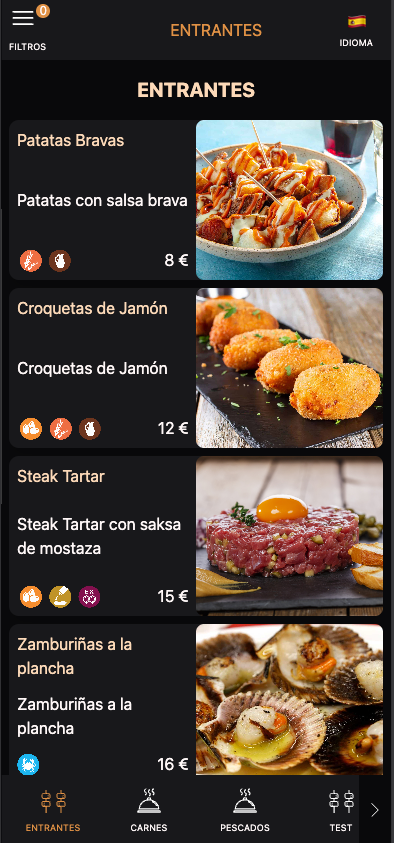 0
FILTROS
ENTRANTES
IDIOMA
ENTRANTES
Patatas Bravas
Patatas con salsa brava
8 €
Croquetas de Jamón
Croquetas de Jamón
12 €
Steak Tartar
Steak Tartar con saksa
de mostaza
15 €
Zamburiñas a la
plancha
Zamburiñas a la
plancha
16 €
ENTRANTES
CARNES
PESCADOS
TEST